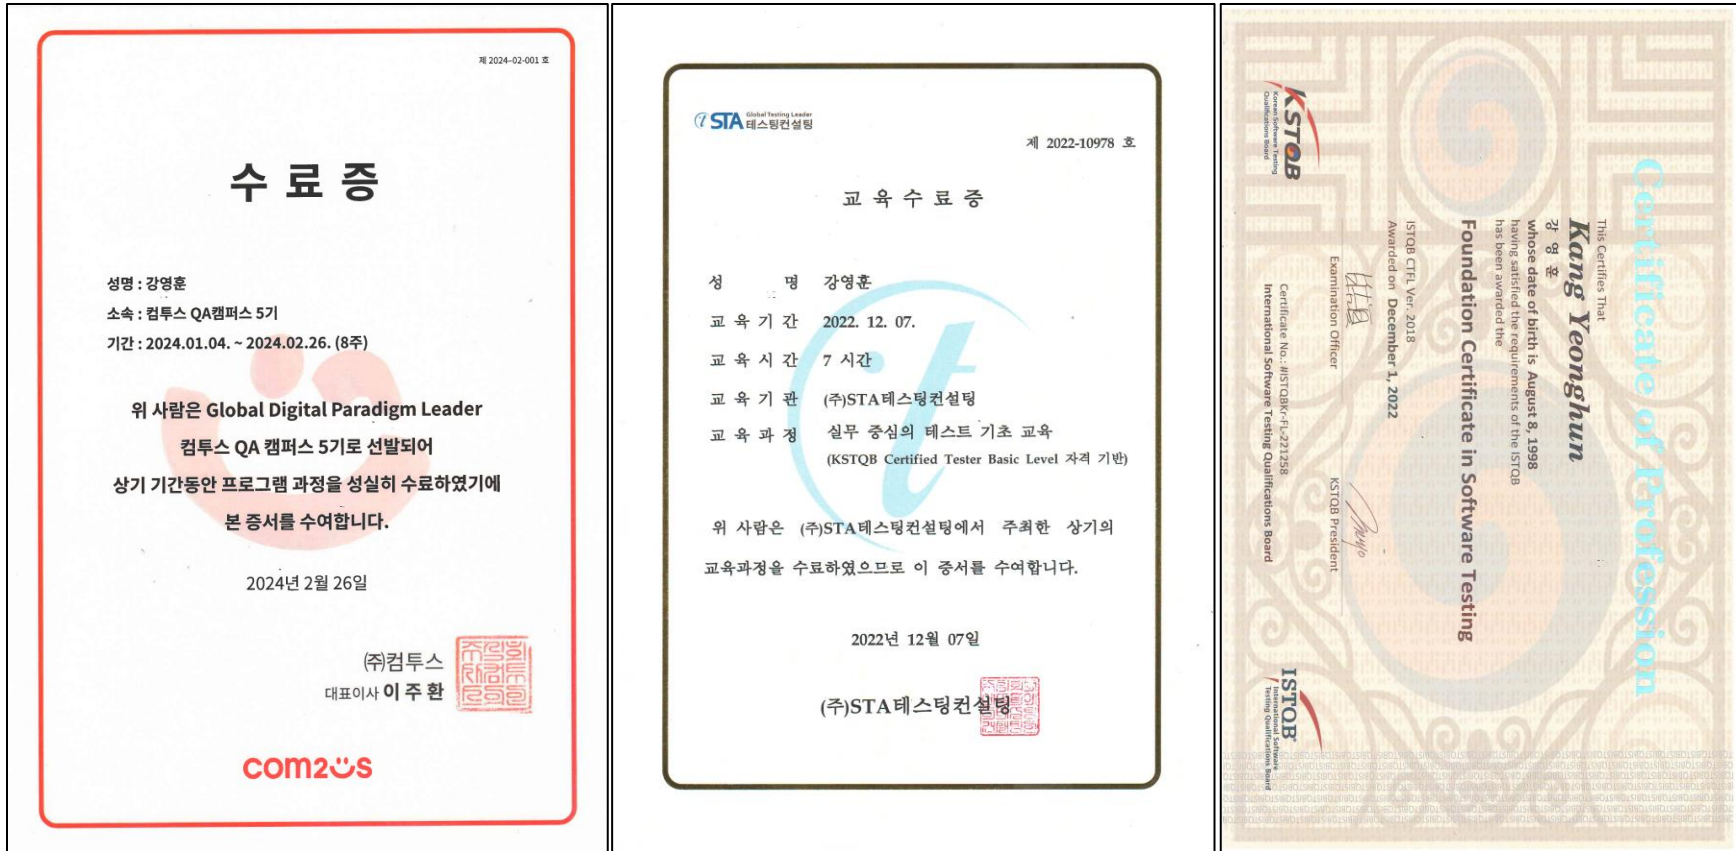 제 2024-02-001 호
수 료 증
성명 : 강영훈
소속 : 컴투스 QA캠퍼스 5기
기간 : 2024.01.04. ~ 2024.02.26. (8주)
위 사람은 Global Digital Paradigm Leader
컴투스 QA 캠퍼스 5기로 선발되어
상기 기간동안 프로그램 과정을 성실히 수료하였기에
본 증서를 수여합니다.
2024년 2월 26일
(주)컴투스
대표이사 이 주 환
com2us
STA Global Testing Leader
테스팅컨설팅
제 2022-10978 호
교 육 수 료 증
성 명 강영훈
교 육 기 간 2022. 12. 07.
교 육 시 간 7 시간
교 육 기 관 (주)STA테스팅컨설팅
교 육 과 정 실무 중심의 테스트 기초 교육
(KSTQB Certified Tester Basic Level 자격 기반)
위 사람은 (주)STA테스팅컨설팅에서 주최한 상기의
교육과정을 수료하였으므로 이 증서를 수여합니다.
2022년 12월 07일
(주)STA테스팅컨설팅
Certificate of Profession
This Certifies That
Kang Yeonghun
강 영 훈
whose date of birth is August 8, 1998
having satisfied the requirements of the ISTQB
has been awarded the
Foundation Certificate in Software Testing
ISTQB CTFL Ver. 2018
Awarded on December 1, 2022
Examination Officer
KSTQB President
Certificate No.: #ISTQBKr-FL-221258
International Software Testing Qualifications Board
KSTQB
Korean Software Testing
Qualifications Board
ISTQB
International Software
Testing Qualifications Board